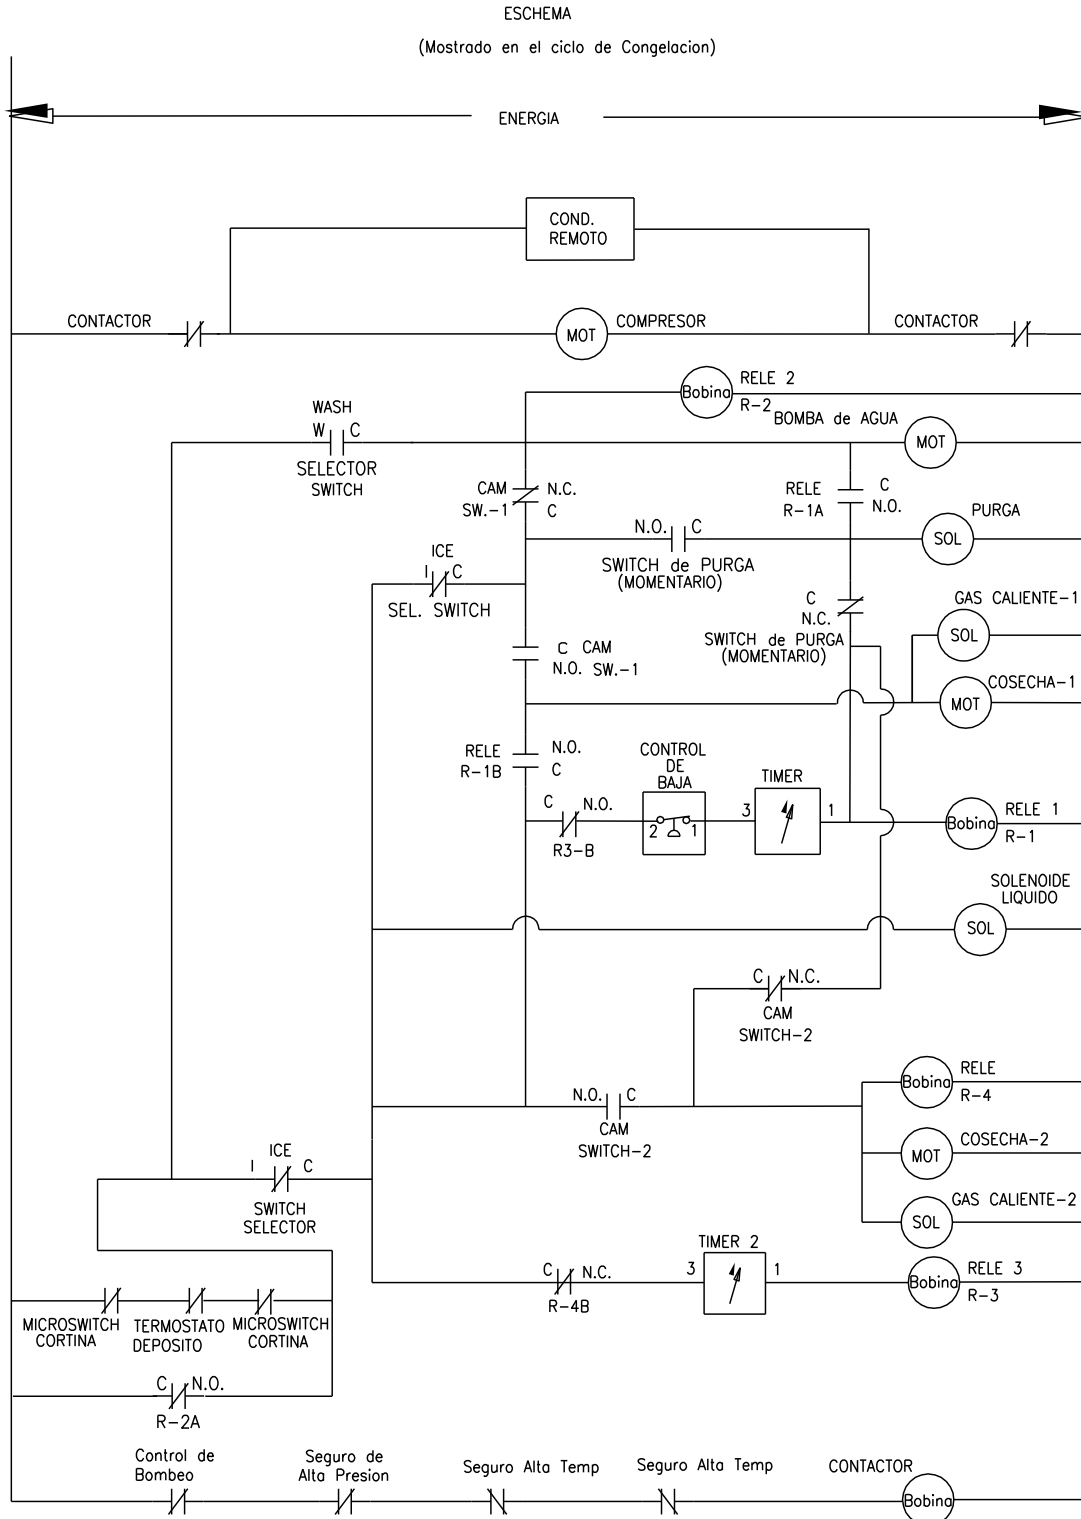 ESCHEMA
(Mostrado en el ciclo de Congelacion)
ENERGIA
COND.
REMOTO
CONTACTOR
MOT
COMPRESOR
CONTACTOR
Bobina
RELE 2
R-2
WASH
W C
SELECTOR
SWITCH
BOMBA de AGUA
MOT
CAM
SW.-1
N.C.
C
RELE
R-1A
C
N.O.
N.O. C
SWITCH de PURGA
(MOMENTARIO)
PURGA
SOL
ICE
I C
SEL. SWITCH
C
N.C.
SWITCH de PURGA
(MOMENTARIO)
GAS CALIENTE-1
SOL
C CAM
N.O. SW.-1
COSECHA-1
MOT
RELE
R-1B
N.O.
C
CONTROL
DE
BAJA
2 1
TIMER
3 1
C N.O.
R3-B
Bobina
RELE 1
R-1
SOLENOIDE
LIQUIDO
SOL
C N.C.
CAM
SWITCH-2
N.O. C
CAM
SWITCH-2
Bobina
RELE
R-4
MOT
COSECHA-2
ICE
I C
SWITCH
SELECTOR
GAS CALIENTE-2
SOL
TIMER 2
3 1
C N.C.
R-4B
Bobina
RELE 3
R-3
MICROSWITCH
CORTINA
TERMOSTATO
DEPOSITO
MICROSWITCH
CORTINA
C N.O.
R-2A
Control de
Bombeo
Seguro de
Alta Presion
Seguro Alta Temp
Seguro Alta Temp
CONTACTOR
Bobina